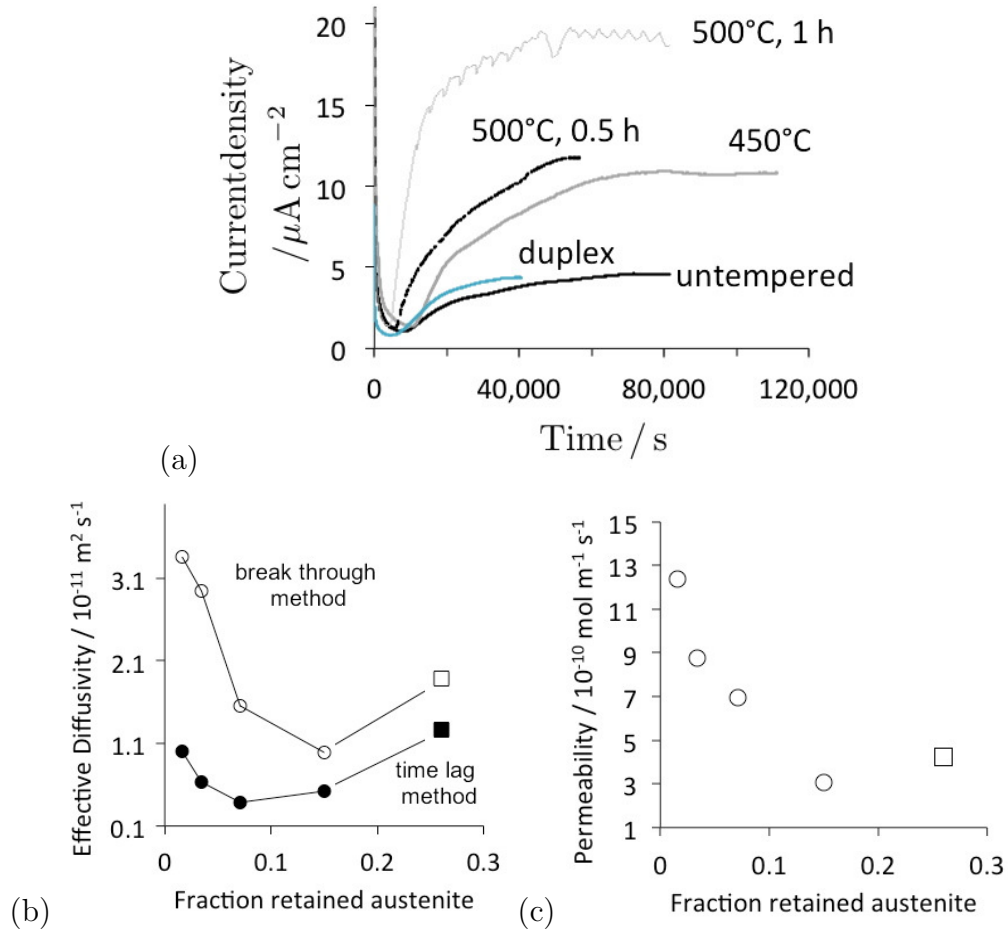 20
15
10
5
0
Currentdensity
/ μA cm⁻²
500°C, 1 h
500°C, 0.5 h
450°C
duplex
untempered
0
40,000
80,000
120,000
Time / s
(a)
3.1
2.1
1.1
0.1
Effective Diffusivity / 10⁻¹¹ m² s⁻¹
break through
method
time lag
method
0
0.1
0.2
0.3
Fraction retained austenite
(b)
15
13
11
9
7
5
3
1
Permeability / 10⁻¹⁰ mol m⁻¹ s⁻¹
0
0.1
0.2
0.3
Fraction retained austenite
(c)